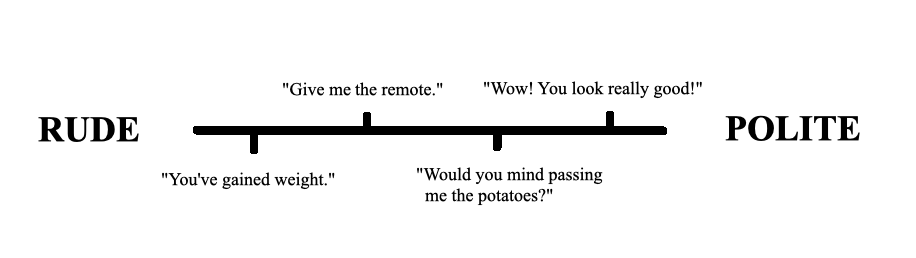 "Give me the remote."
"Wow! You look really good!"
RUDE
POLITE
"You've gained weight."
"Would you mind passing
me the potatoes?"